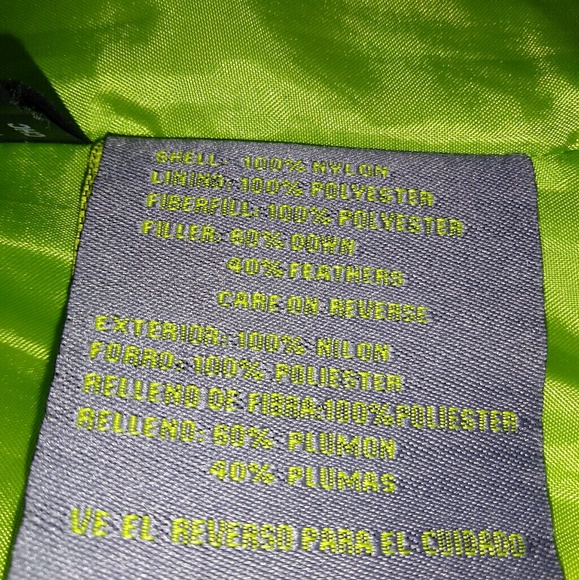 SHELL: 100% NYLON
LINING: 100% POLYESTER
FIBERFILL: 100% POLYESTER
FILLER: 60% DOWN
40% FEATHERS
CARE ON REVERSE
EXTERIOR: 100% NILON
FORRO: 100% POLIESTER
RELLENO DE FIBRA: 100% POLIESTER
RELLENO: 60% PLUMON
40% PLUMAS
VE EL REVERSO PARA EL CUIDADO